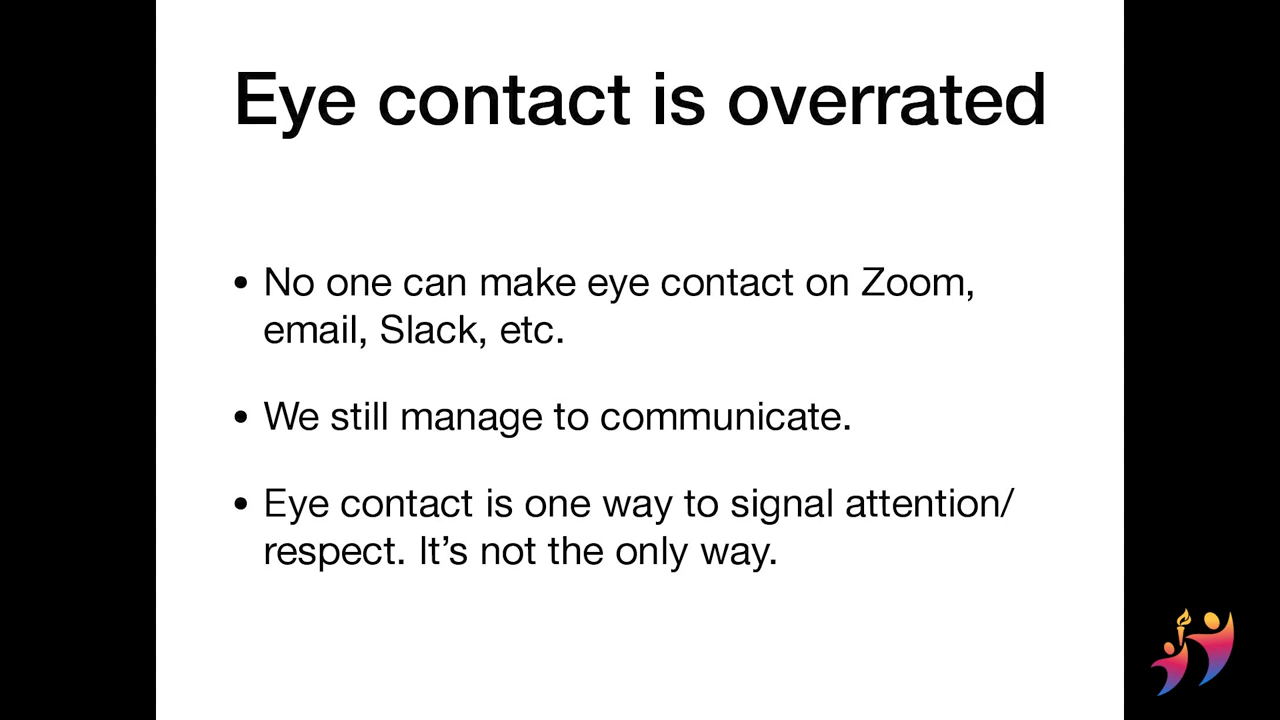 Eye contact is overrated
• No one can make eye contact on Zoom,
email, Slack, etc.
• We still manage to communicate.
• Eye contact is one way to signal attention/
respect. It’s not the only way.